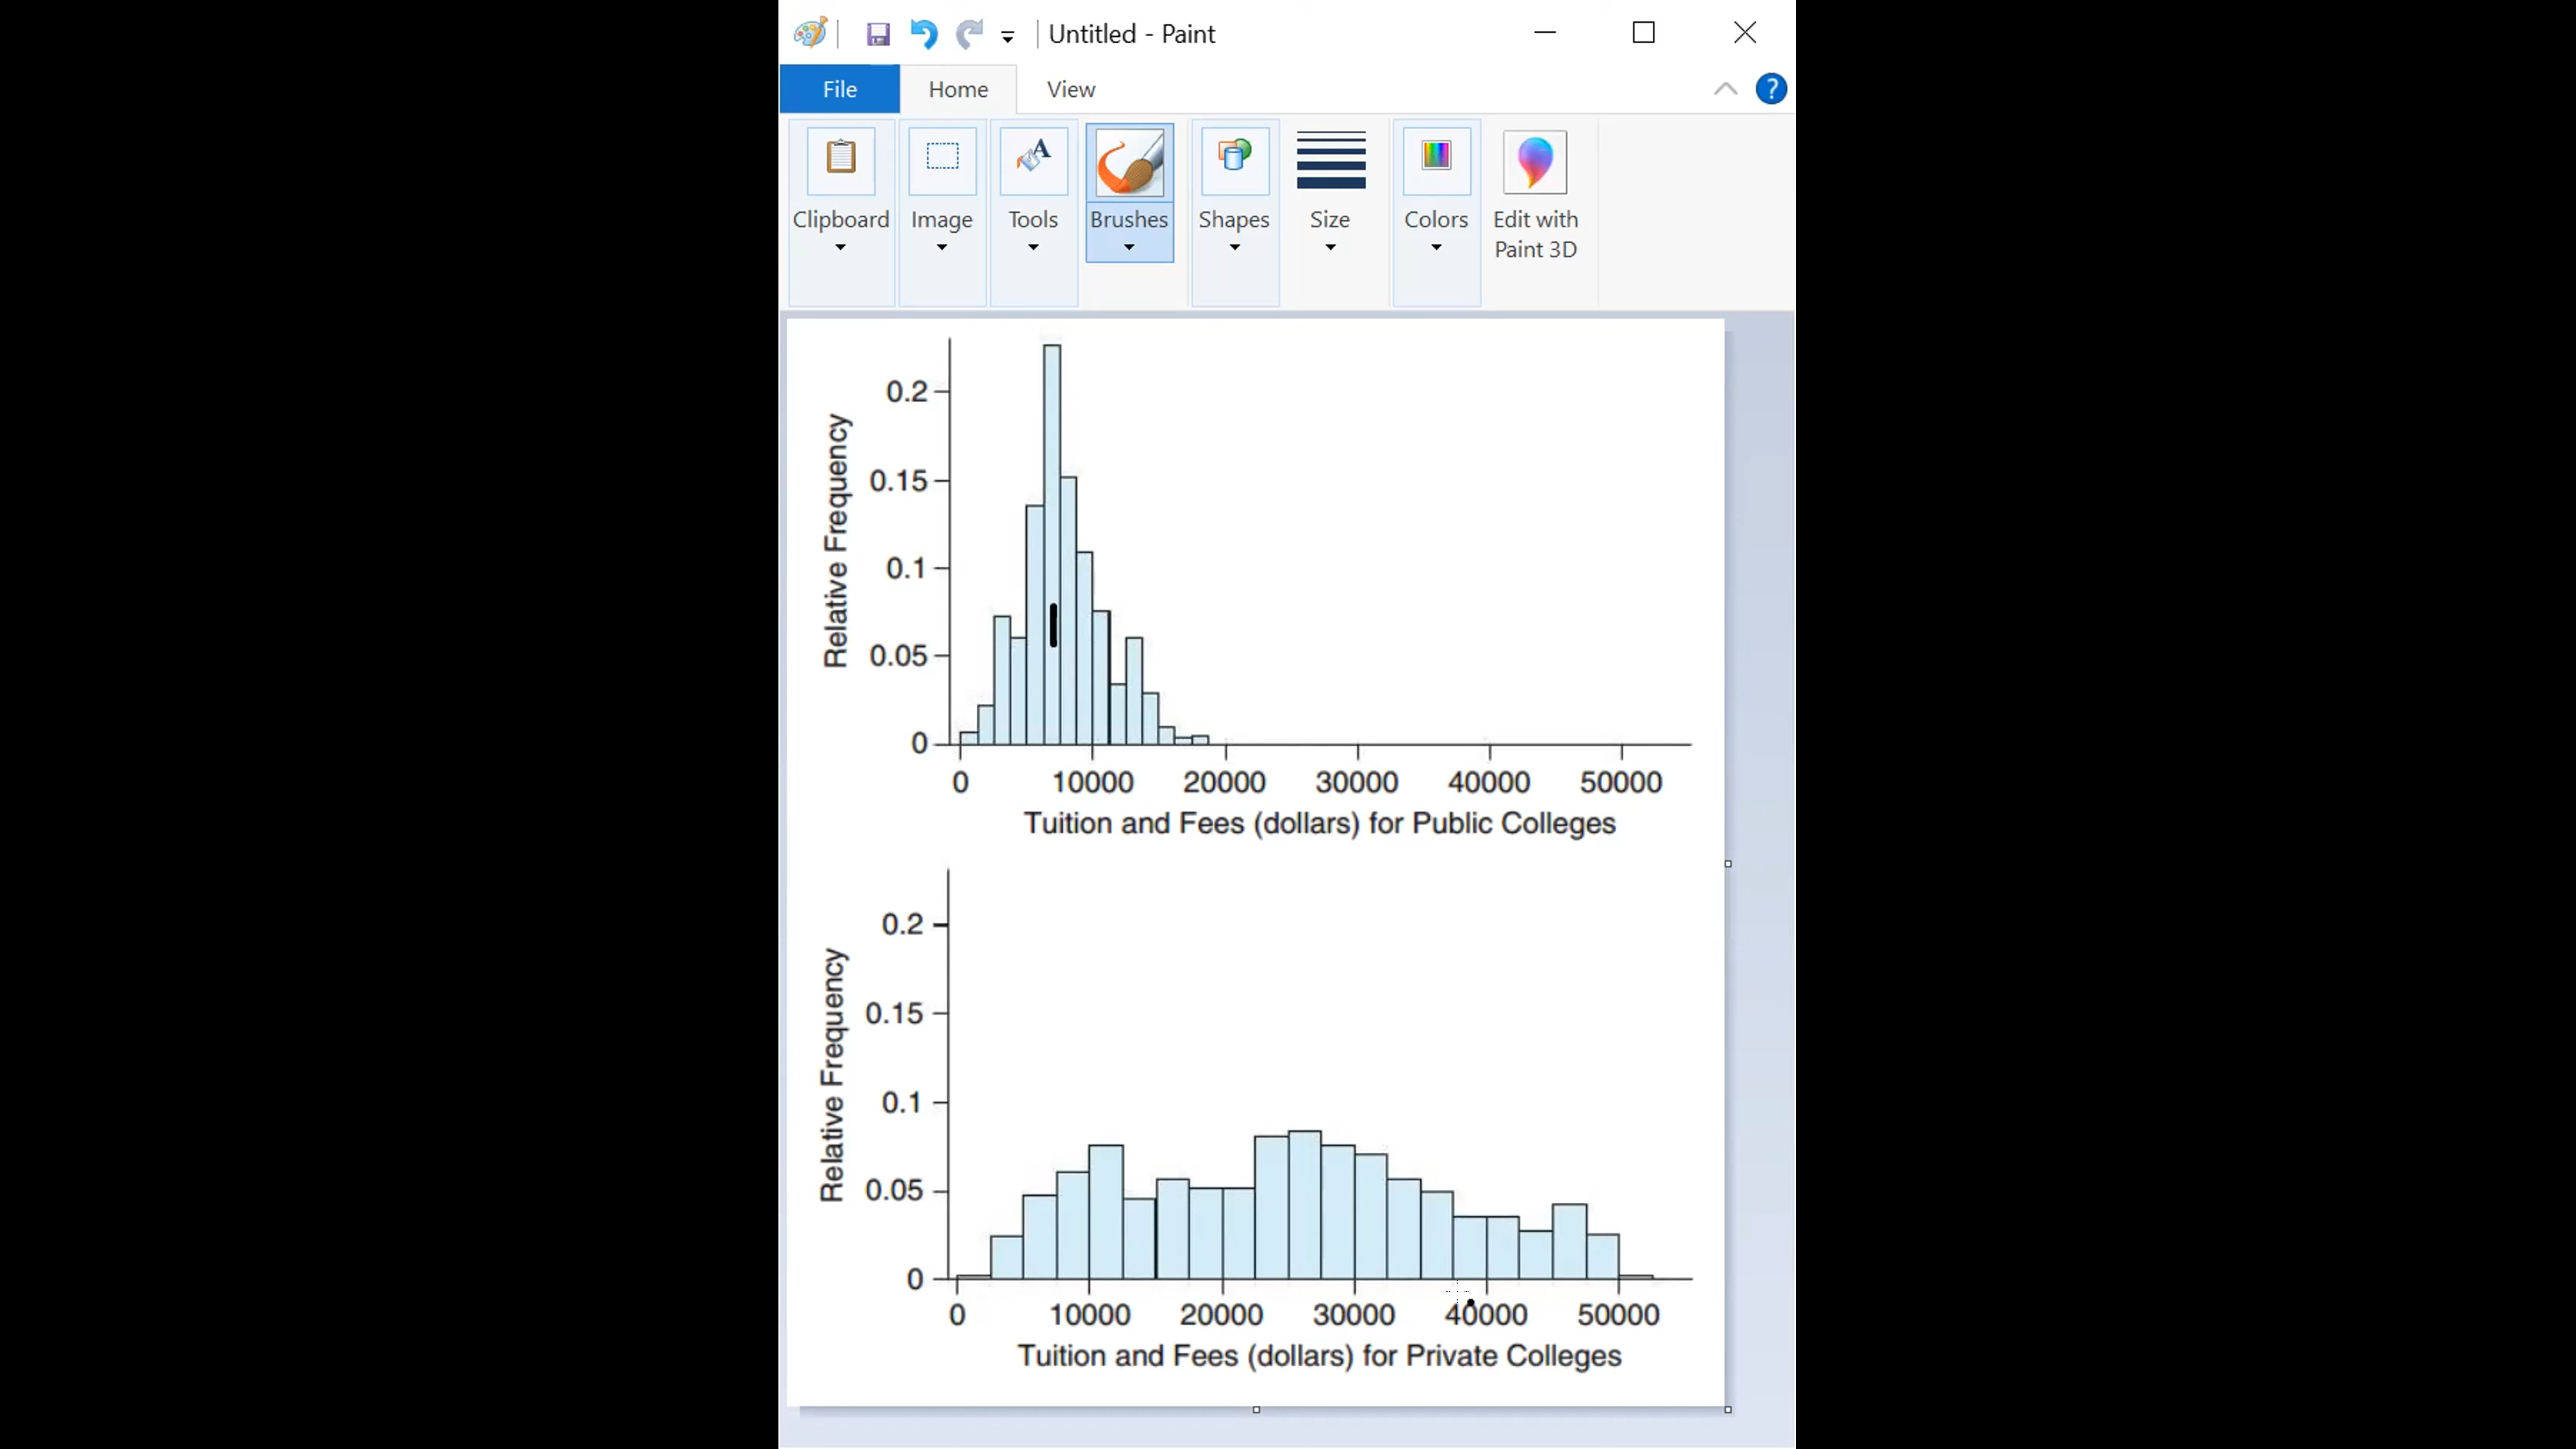 Untitled - Paint
File Home View
Clipboard Image Tools Brushes Shapes Size Colors Edit with Paint 3D
Relative Frequency
0.2
0.15
0.1
0.05
0
0 10000 20000 30000 40000 50000
Tuition and Fees (dollars) for Public Colleges
Relative Frequency
0.2
0.15
0.1
0.05
0
0 10000 20000 30000 40000 50000
Tuition and Fees (dollars) for Private Colleges